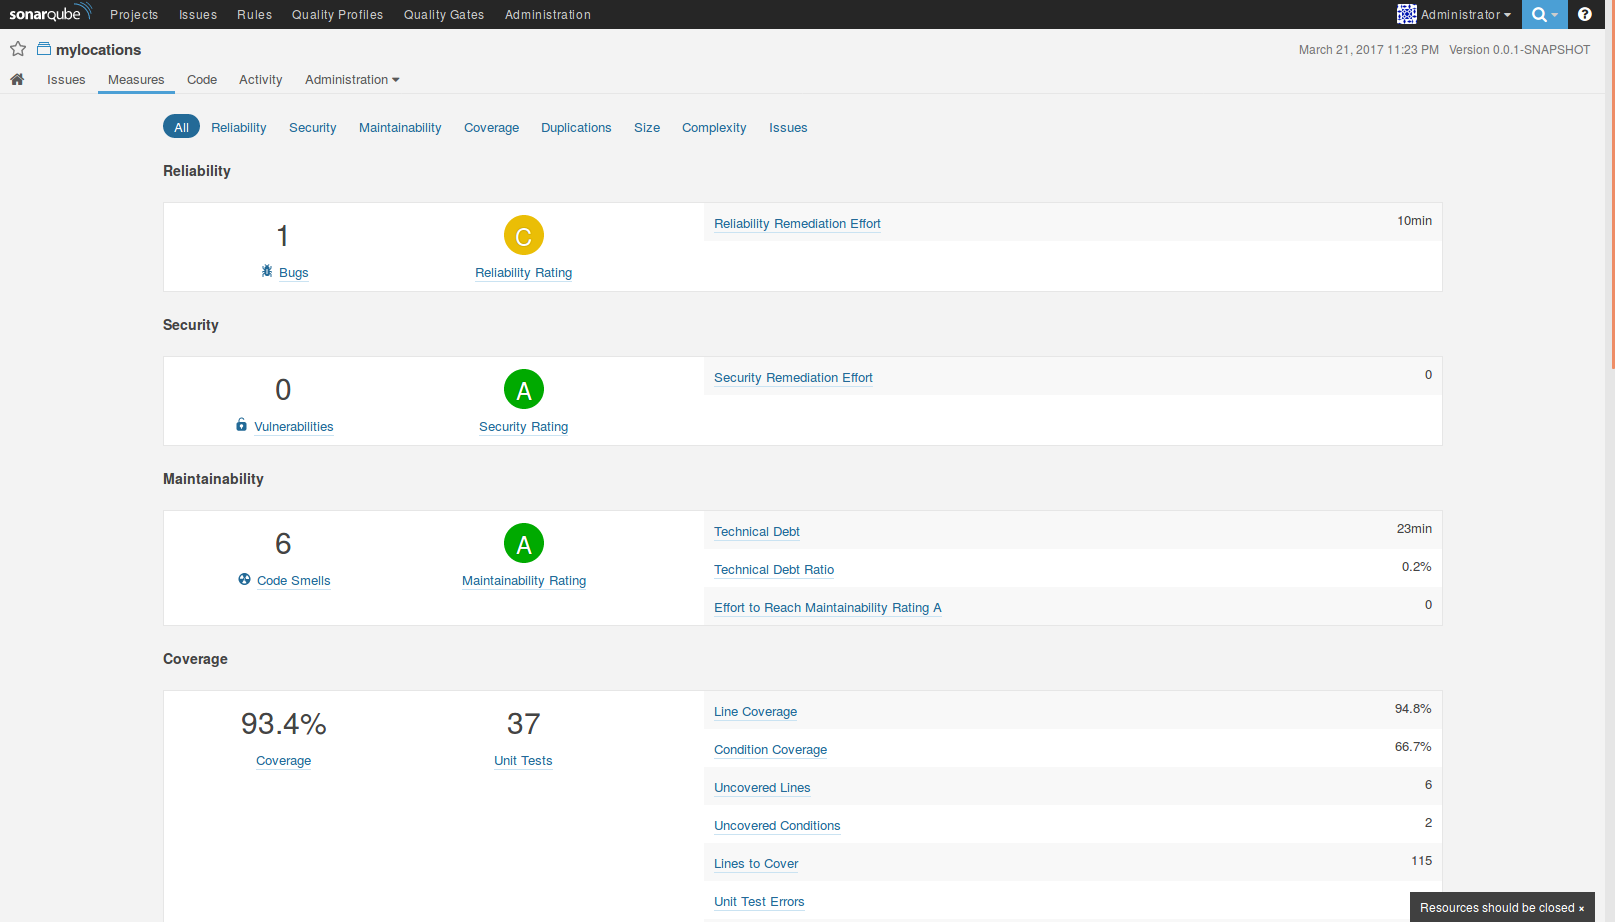 sonarqube Projects Issues Rules Quality Profiles Quality Gates Administration Administrator
mylocations March 21, 2017 11:23 PM Version 0.0.1-SNAPSHOT
Issues Measures Code Activity Administration
All Reliability Security Maintainability Coverage Duplications Size Complexity Issues
Reliability
1 C Reliability Remediation Effort 10min
Bugs Reliability Rating
Security
0 A Security Remediation Effort 0
Vulnerabilities Security Rating
Maintainability
6 A Technical Debt 23min
Code Smells Maintainability Rating Technical Debt Ratio 0.2%
Effort to Reach Maintainability Rating A 0
Coverage
93.4% 37 Line Coverage 94.8%
Coverage Unit Tests Condition Coverage 66.7%
Uncovered Lines 6
Uncovered Conditions 2
Lines to Cover 115
Unit Test Errors
Resources should be closed ×